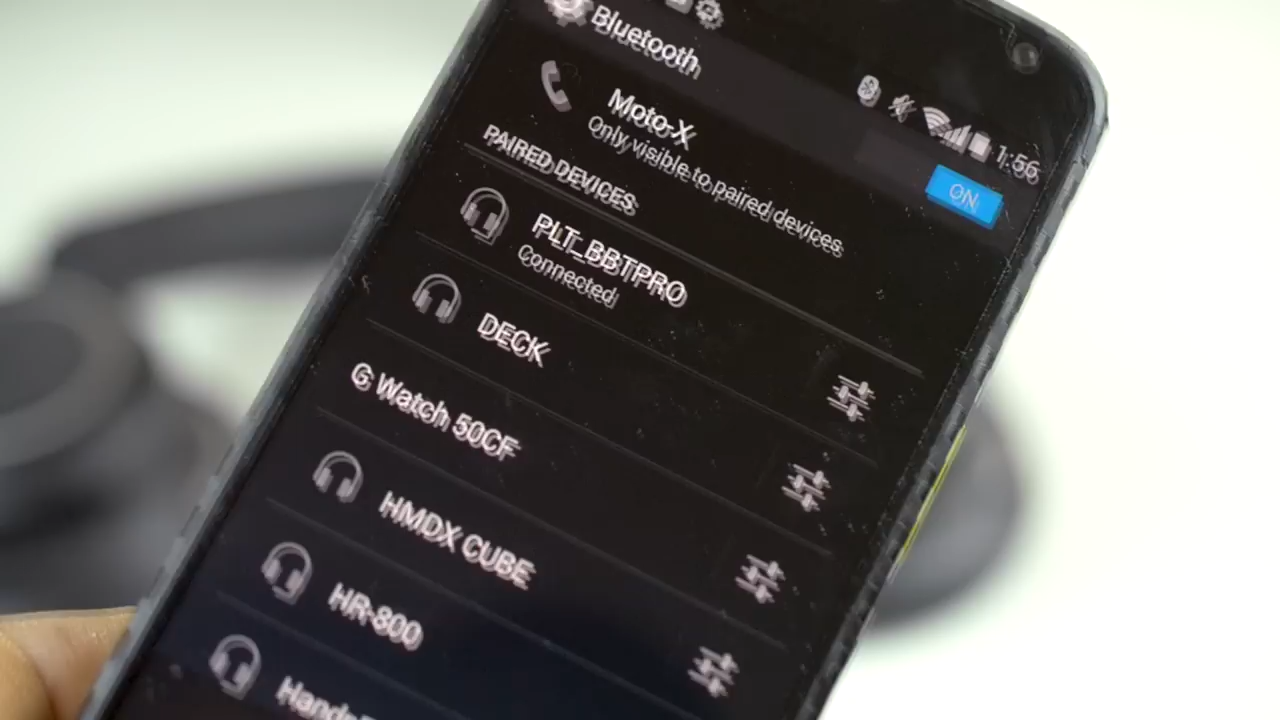 Bluetooth
1:56
Moto-X
Only visible to paired devices
ON
PAIRED DEVICES
PLT_BBTPRO
Connected
DECK
G Watch 50CF
HMDX CUBE
HR-800